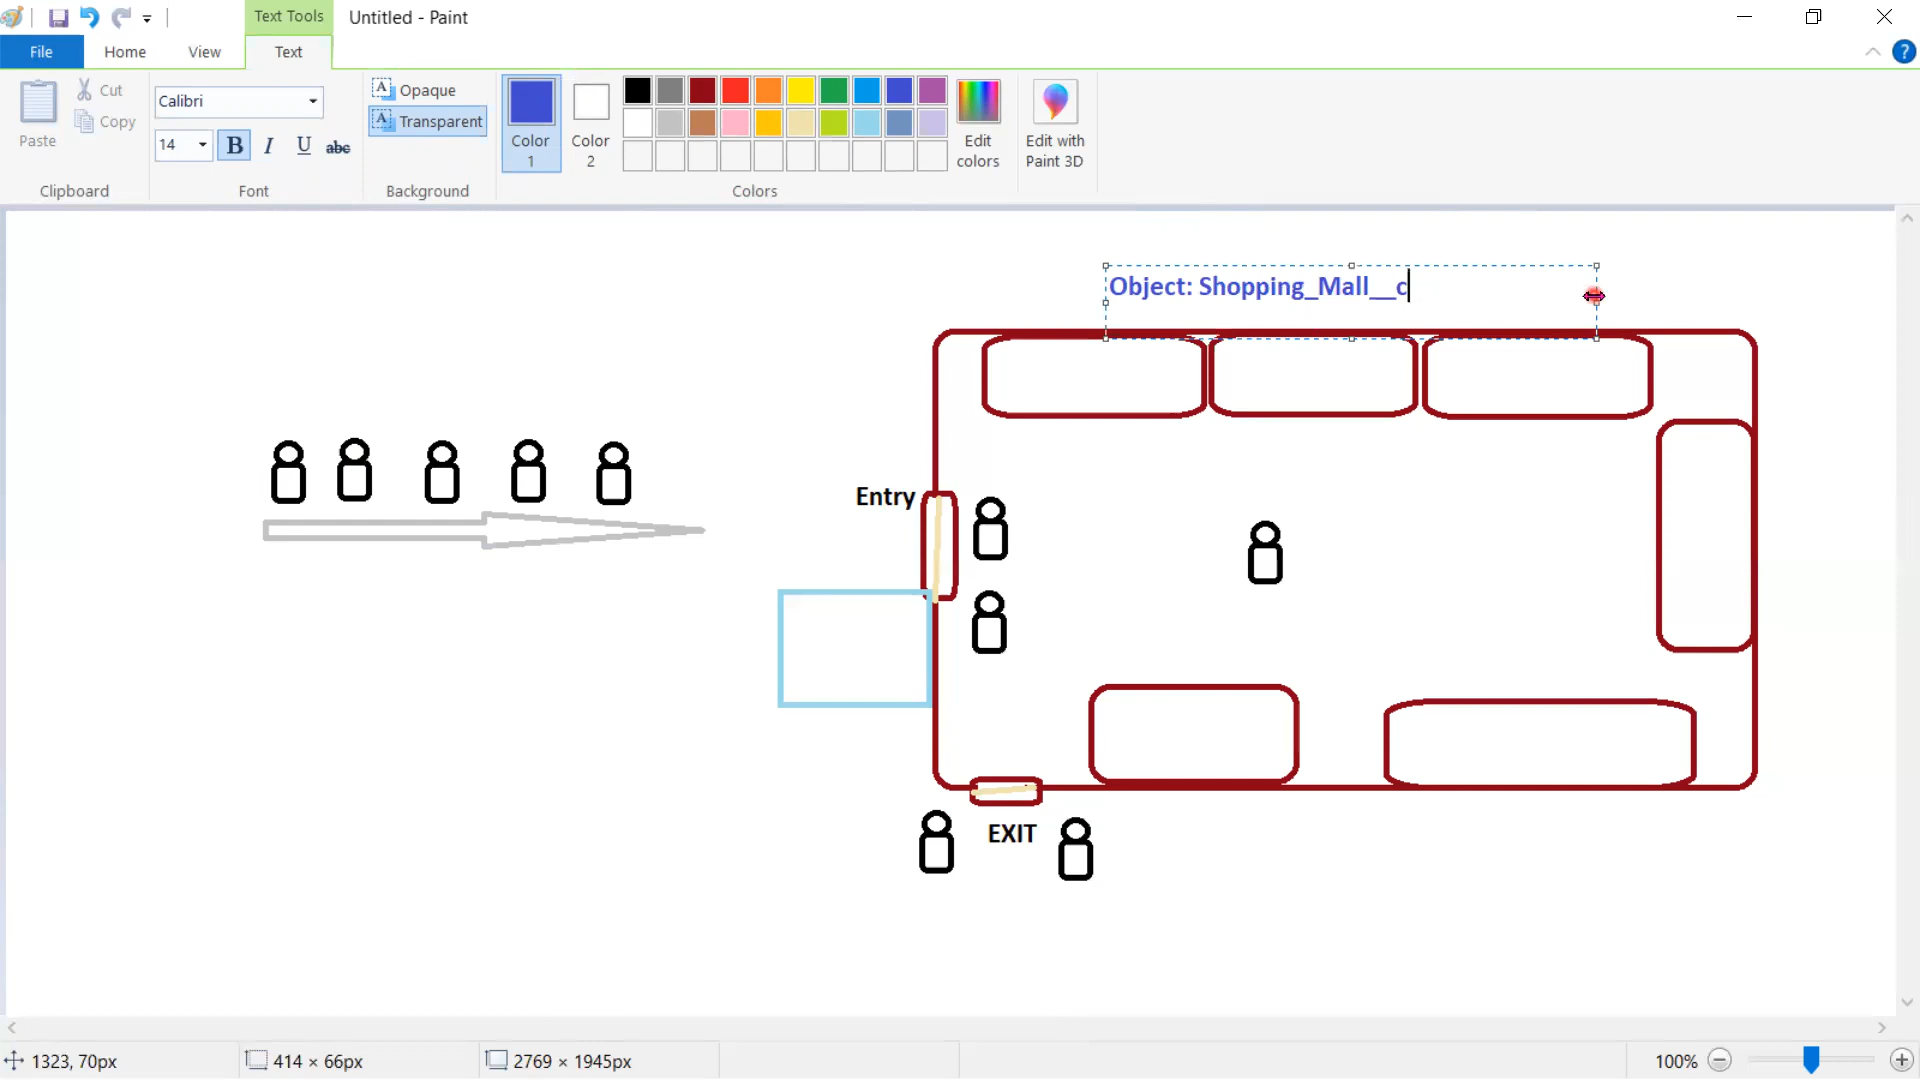 Text Tools
Untitled - Paint
File
Home
View
Text
Paste
Cut
Copy
Clipboard
Calibri
14
B I U abc
Font
Opaque
Transparent
Background
Color 1
Color 2
Edit colors
Colors
Edit with Paint 3D
Object: Shopping_Mall__c
Entry
EXIT
1323, 70px
414 × 66px
2769 × 1945px
100%